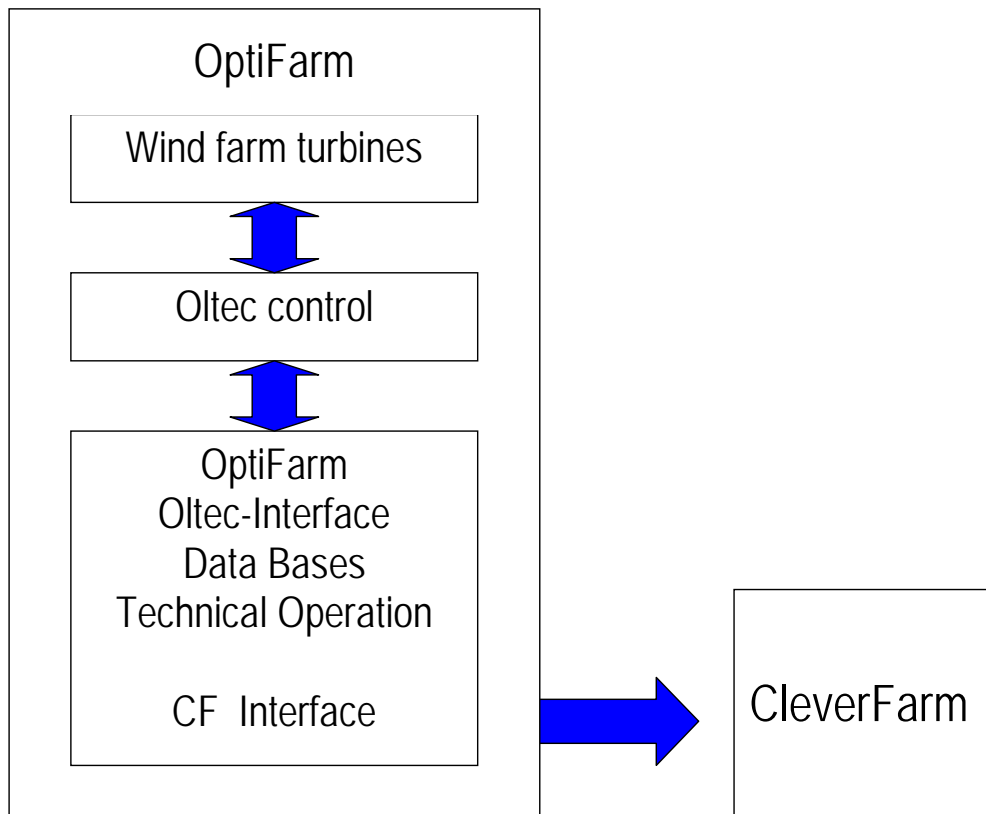 OptiFarm
Wind farm turbines
Oltec control
OptiFarm
Oltec-Interface
Data Bases
Technical Operation
CF Interface
CleverFarm